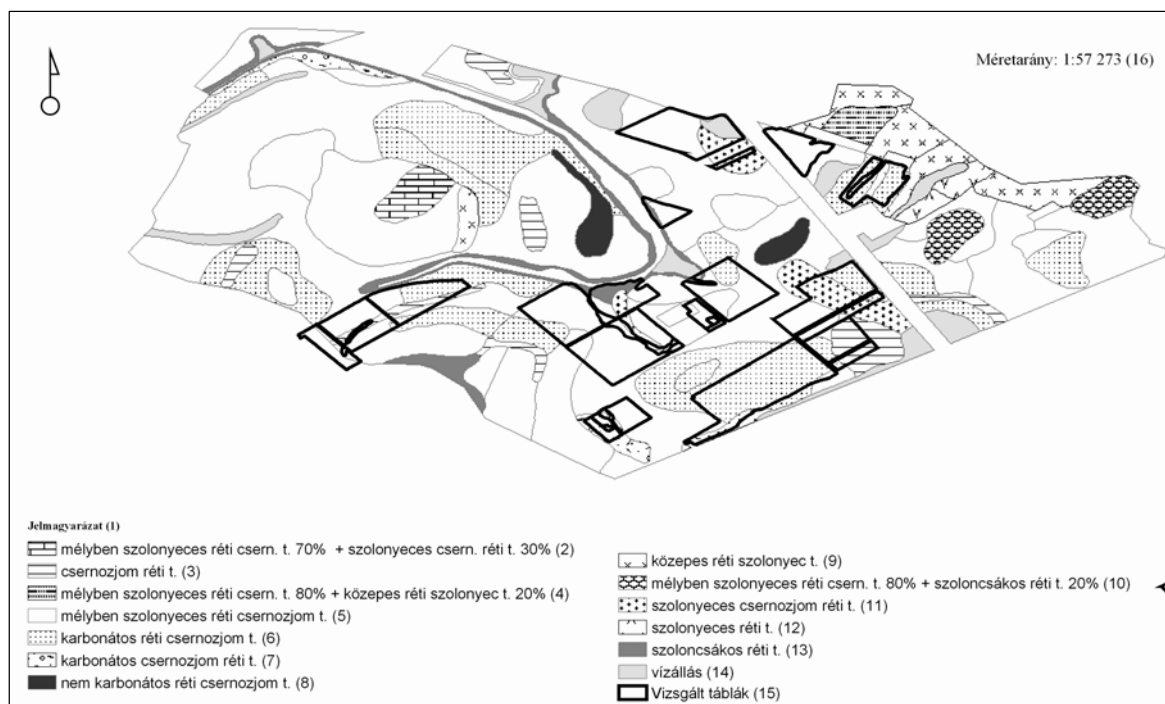 Méretarány: 1:57 273 (16)
Jelmagyarázat (1)
mélyben szolonyeces réti csern. t. 70% + szolonyeces csern. réti t. 30% (2)
csernozjom réti t. (3)
mélyben szolonyeces réti csern. t. 80% + közepes réti szolonyec t. 20% (4)
mélyben szolonyeces réti csernozjom t. (5)
karbonátos réti csernozjom t. (6)
karbonátos csernozjom réti t. (7)
nem karbonátos réti csernozjom t. (8)
közepes réti szolonyec t. (9)
mélyben szolonyeces réti csern. t. 80% + szoloncsákos réti t. 20% (10)
szolonyeces csernozjom réti t. (11)
szolonyeces réti t. (12)
szoloncsákos réti t. (13)
vízállás (14)
Vizsgált táblák (15)